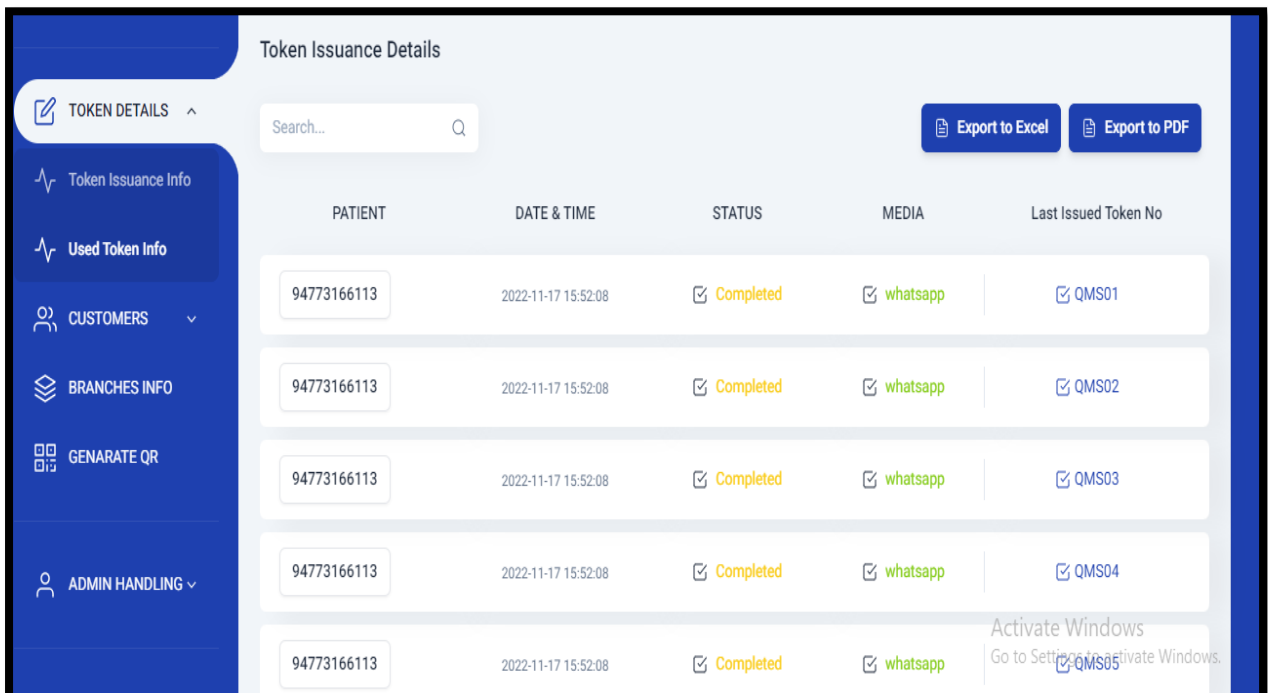 Token Issuance Details
TOKEN DETAILS
Search...
Export to Excel
Export to PDF
Token Issuance Info
Used Token Info
CUSTOMERS
BRANCHES INFO
GENARATE QR
ADMIN HANDLING
PATIENT DATE & TIME STATUS MEDIA Last Issued Token No
94773166113 2022-11-17 15:52:08 Completed whatsapp QMS01
94773166113 2022-11-17 15:52:08 Completed whatsapp QMS02
94773166113 2022-11-17 15:52:08 Completed whatsapp QMS03
94773166113 2022-11-17 15:52:08 Completed whatsapp QMS04
94773166113 2022-11-17 15:52:08 Completed whatsapp QMS05
Activate Windows
Go to Settings to activate Windows.